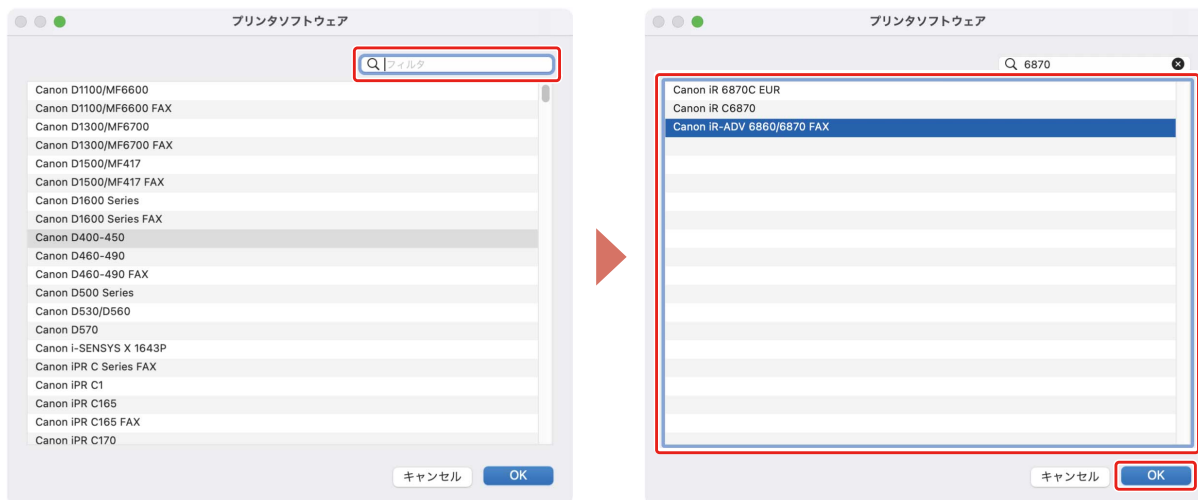 プリンタソフトウェア
フィルタ
Canon D1100/MF6600
Canon D1100/MF6600 FAX
Canon D1300/MF6700
Canon D1300/MF6700 FAX
Canon D1500/MF417
Canon D1500/MF417 FAX
Canon D1600 Series
Canon D1600 Series FAX
Canon D400-450
Canon D460-490
Canon D460-490 FAX
Canon D500 Series
Canon D530/D560
Canon D570
Canon i-SENSYS X 1643P
Canon iPR C Series FAX
Canon iPR C1
Canon iPR C165
Canon iPR C165 FAX
Canon iPR C170
キャンセル
OK
プリンタソフトウェア
6870
Canon iR 6870C EUR
Canon iR C6870
Canon iR-ADV 6860/6870 FAX
キャンセル
OK